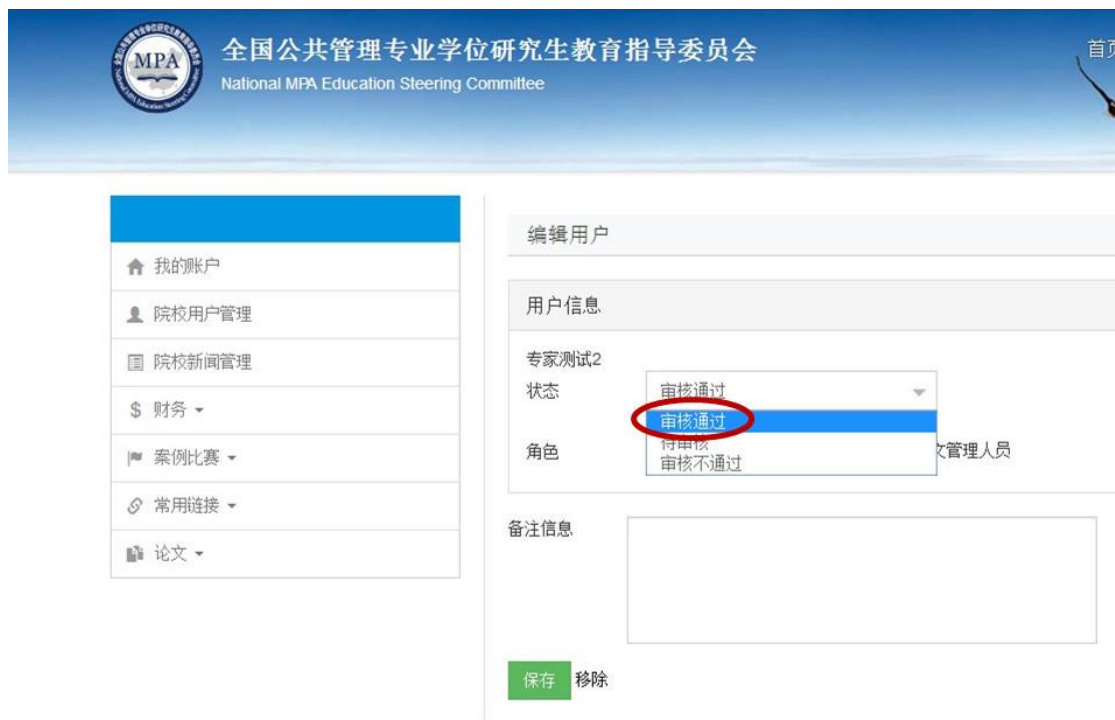 MPA
全国公共管理专业学位研究生教育指导委员会
National MPA Education Steering Committee
首页
我的账户
院校用户管理
院校新闻管理
$ 财务
案例比赛
常用链接
论文
编辑用户
用户信息
专家测试2
状态
审核通过
审核通过
待审核
审核不通过
角色
管理人员
备注信息
保存 移除